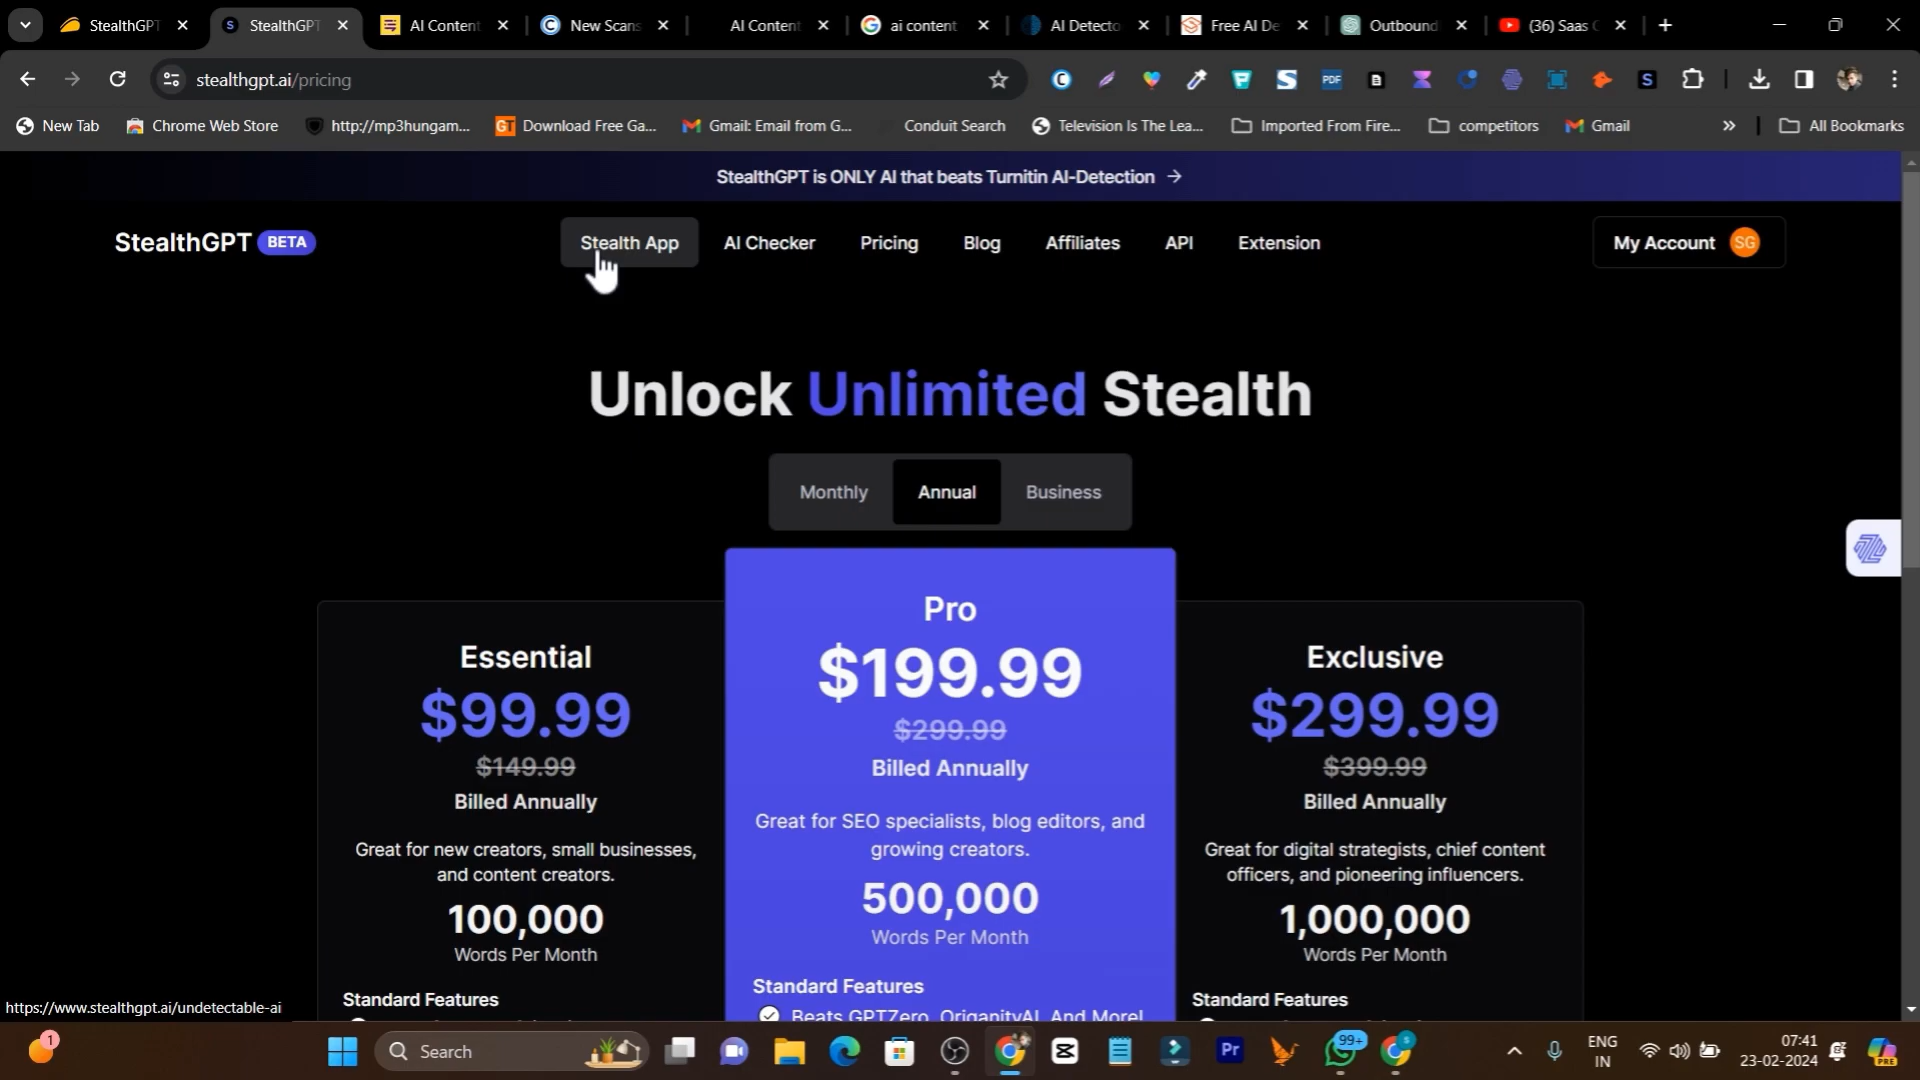 StealthGPT
StealthGPT
AI Content
New Scans
AI Content
ai content
AI Detecto
Free AI De
Outbound
(36) Saas C
stealthgpt.ai/pricing
New Tab
Chrome Web Store
http://mp3hungam...
Download Free Ga...
Gmail: Email from G...
Conduit Search
Television Is The Lea...
Imported From Fire...
competitors
Gmail
All Bookmarks
StealthGPT is ONLY AI that beats Turnitin AI-Detection →
StealthGPT BETA
Stealth App
AI Checker
Pricing
Blog
Affiliates
API
Extension
My Account SG
Unlock Unlimited Stealth
Monthly
Annual
Business
Essential
$99.99
$149.99
Billed Annually
Great for new creators, small businesses,
and content creators.
100,000
Words Per Month
Standard Features
Pro
$199.99
$299.99
Billed Annually
Great for SEO specialists, blog editors, and
growing creators.
500,000
Words Per Month
Standard Features
Beats GPTZero, OriganityAI, And More!
Exclusive
$299.99
$399.99
Billed Annually
Great for digital strategists, chief content
officers, and pioneering influencers.
1,000,000
Words Per Month
Standard Features
https://www.stealthgpt.ai/undetectable-ai
1
Search
Pr
99+
ENG
IN
07:41
23-02-2024
PRE